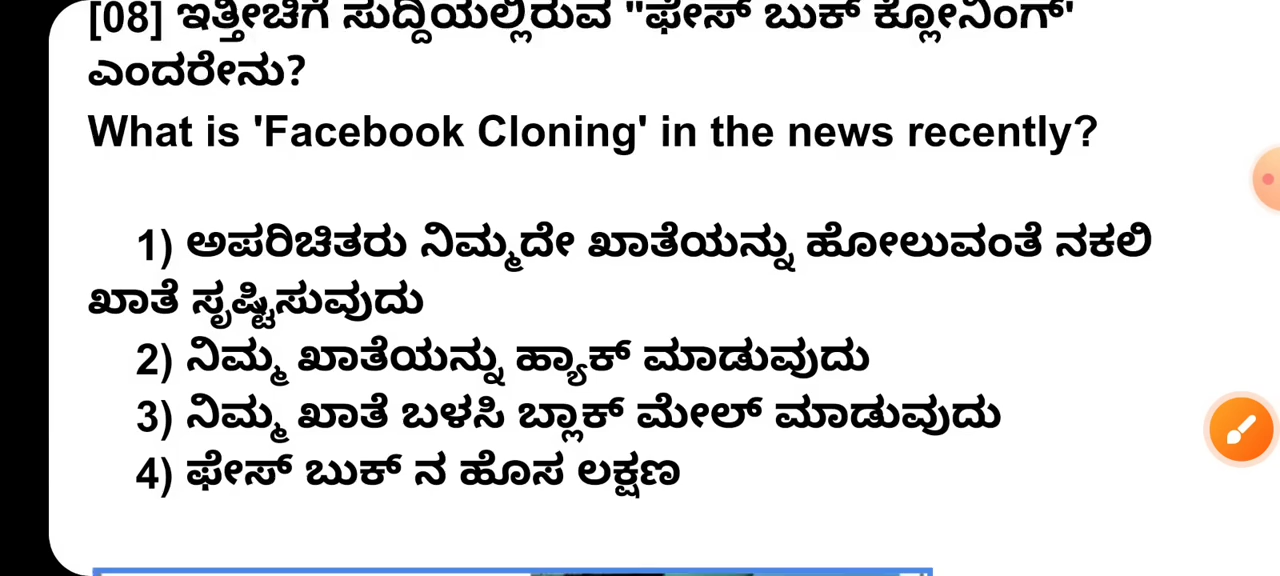 [08] ಇತ್ತೀಚಿಗೆ ಸುದ್ದಿಯಲ್ಲಿರುವ "ಫೇಸ್ ಬುಕ್ ಕ್ಲೋನಿಂಗ್'
ಎಂದರೇನು?
What is 'Facebook Cloning' in the news recently?
1) ಅಪರಿಚಿತರು ನಿಮ್ಮದೇ ಖಾತೆಯನ್ನು ಹೋಲುವಂತೆ ನಕಲಿ
ಖಾತೆ ಸೃಷ್ಟಿಸುವುದು
2) ನಿಮ್ಮ ಖಾತೆಯನ್ನು ಹ್ಯಾಕ್ ಮಾಡುವುದು
3) ನಿಮ್ಮ ಖಾತೆ ಬಳಸಿ ಬ್ಲಾಕ್ ಮೇಲ್ ಮಾಡುವುದು
4) ಫೇಸ್ ಬುಕ್ ನ ಹೊಸ ಲಕ್ಷಣ